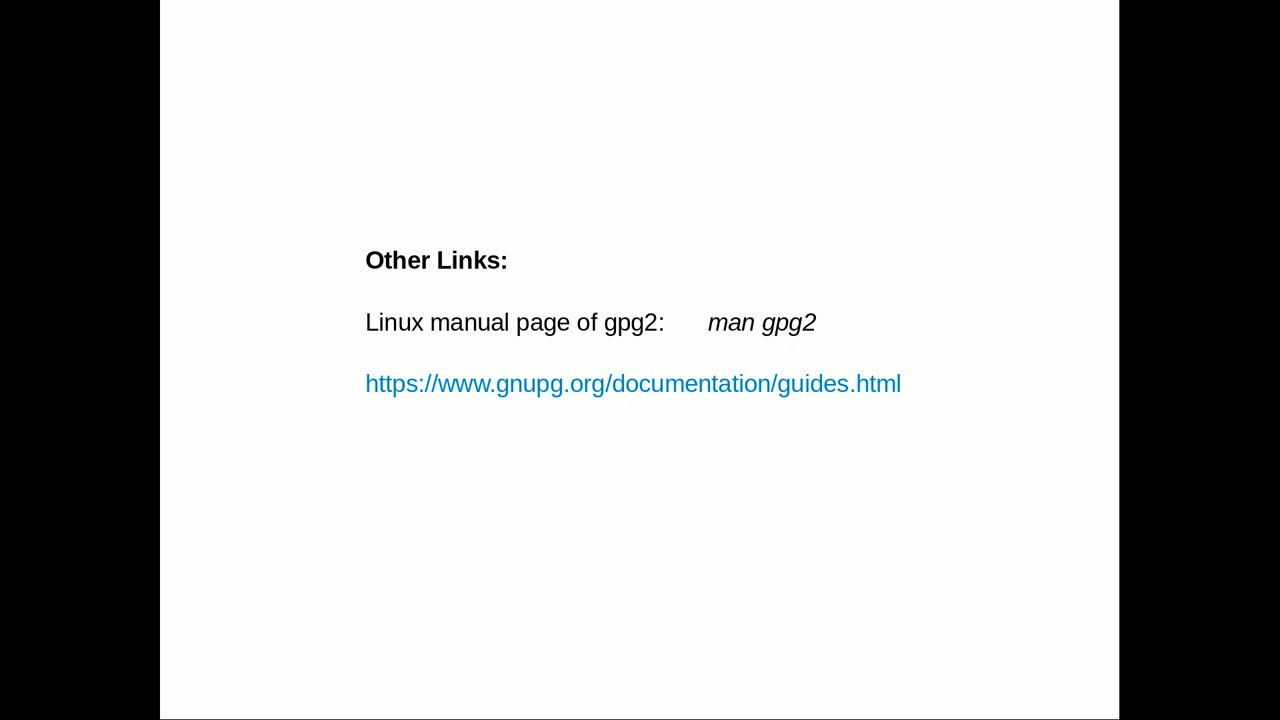 Other Links:
Linux manual page of gpg2: man gpg2
https://www.gnupg.org/documentation/guides.html